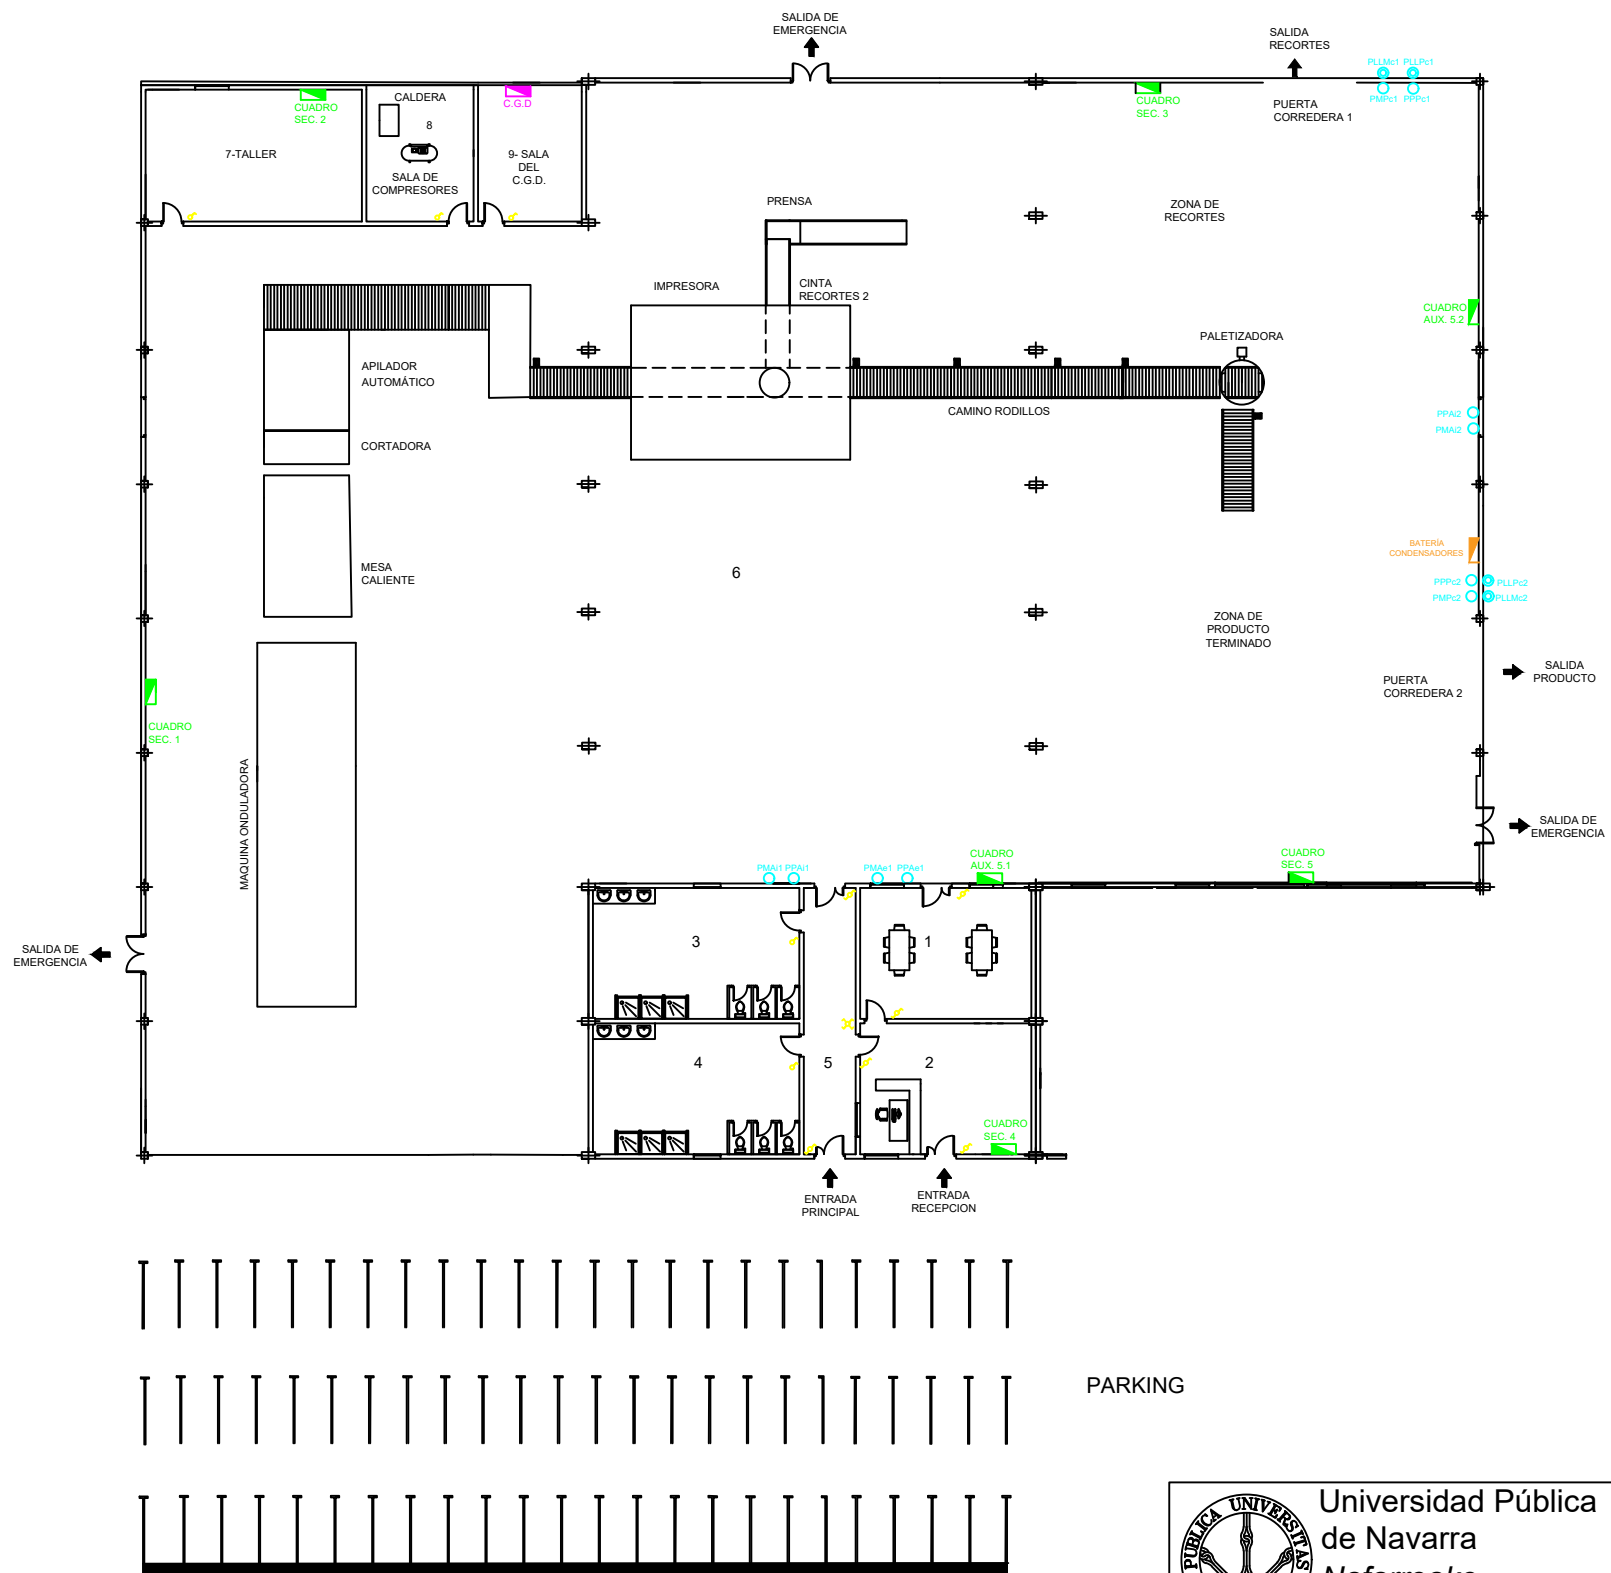 SALIDA DE
EMERGENCIA
SALIDA
RECORTES
PLLMc1 PLLPc1
PMPc1 PPPc1
CUADRO
SEC. 2
CALDERA
8
C.G.D
CUADRO
SEC. 3
PUERTA
CORREDERA 1
7-TALLER
SALA DE
COMPRESORES
9- SALA
DEL
C.G.D.
PRENSA
ZONA DE
RECORTES
IMPRESORA
CINTA
RECORTES 2
CUADRO
AUX. 5.2
PALETIZADORA
APILADOR
AUTOMÁTICO
CAMINO RODILLOS
PPAi2
PMAi2
CORTADORA
BATERÍA
CONDENSADORES
MESA
CALIENTE
6
PPPc2 PLLPc2
PMPc2 PLLMc2
ZONA DE
PRODUCTO
TERMINADO
SALIDA
PRODUCTO
PUERTA
CORREDERA 2
CUADRO
SEC. 1
MAQUINA ONDULADORA
SALIDA DE
EMERGENCIA
PMAi1 PPAi1
PMAe1 PPAe1
CUADRO
AUX. 5.1
CUADRO
SEC. 5
SALIDA DE
EMERGENCIA
3
1
4
5
2
CUADRO
SEC. 4
ENTRADA
PRINCIPAL
ENTRADA
RECEPCION
PARKING
PUBLICA UNIVERSITAS
Universidad Pública
de Navarra
Nafarroako